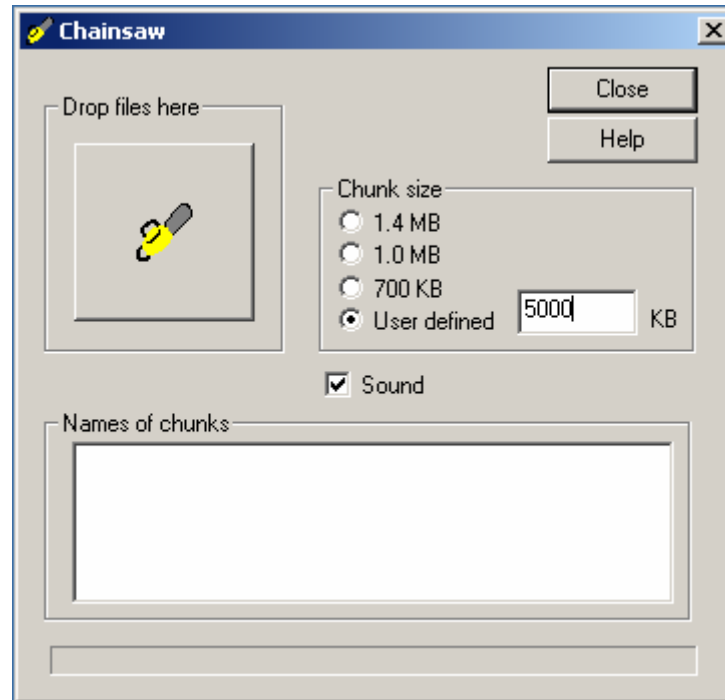 Chainsaw
Close
Drop files here
Help
Chunk size
1.4 MB
1.0 MB
700 KB
User defined 5000 KB
Sound
Names of chunks